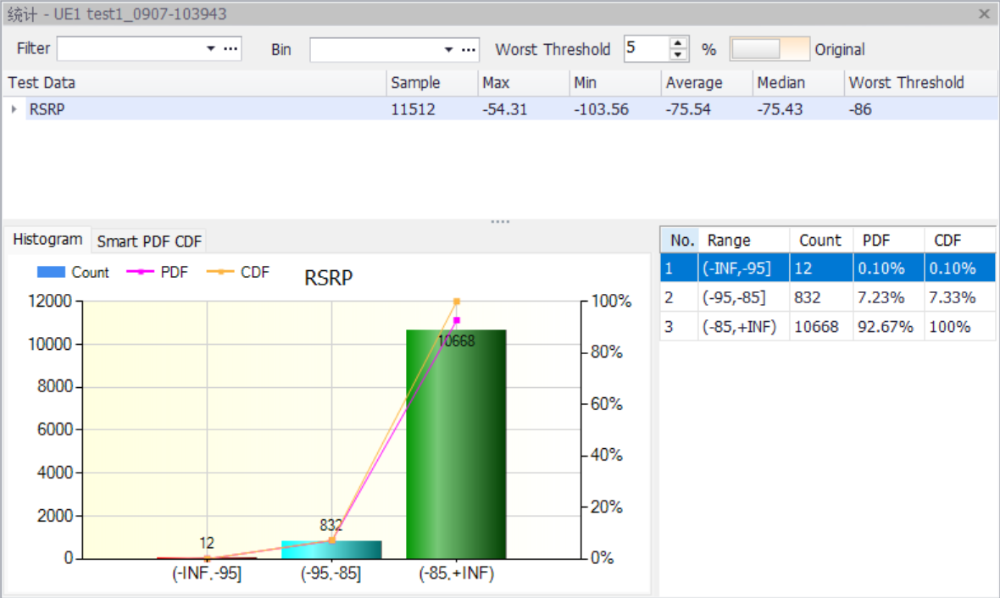 统计 - UE1 test1_0907-103943
Filter Bin Worst Threshold 5 % Original
Test Data Sample Max Min Average Median Worst Threshold
RSRP 11512 -54.31 -103.56 -75.54 -75.43 -86
Histogram Smart PDF CDF
Count PDF CDF
RSRP
12000
10000
8000
6000
4000
2000
0
100%
80%
60%
40%
20%
0%
12
832
10668
(-INF,-95] (-95,-85] (-85,+INF)
No. Range Count PDF CDF
1 (-INF,-95] 12 0.10% 0.10%
2 (-95,-85] 832 7.23% 7.33%
3 (-85,+INF) 10668 92.67% 100%